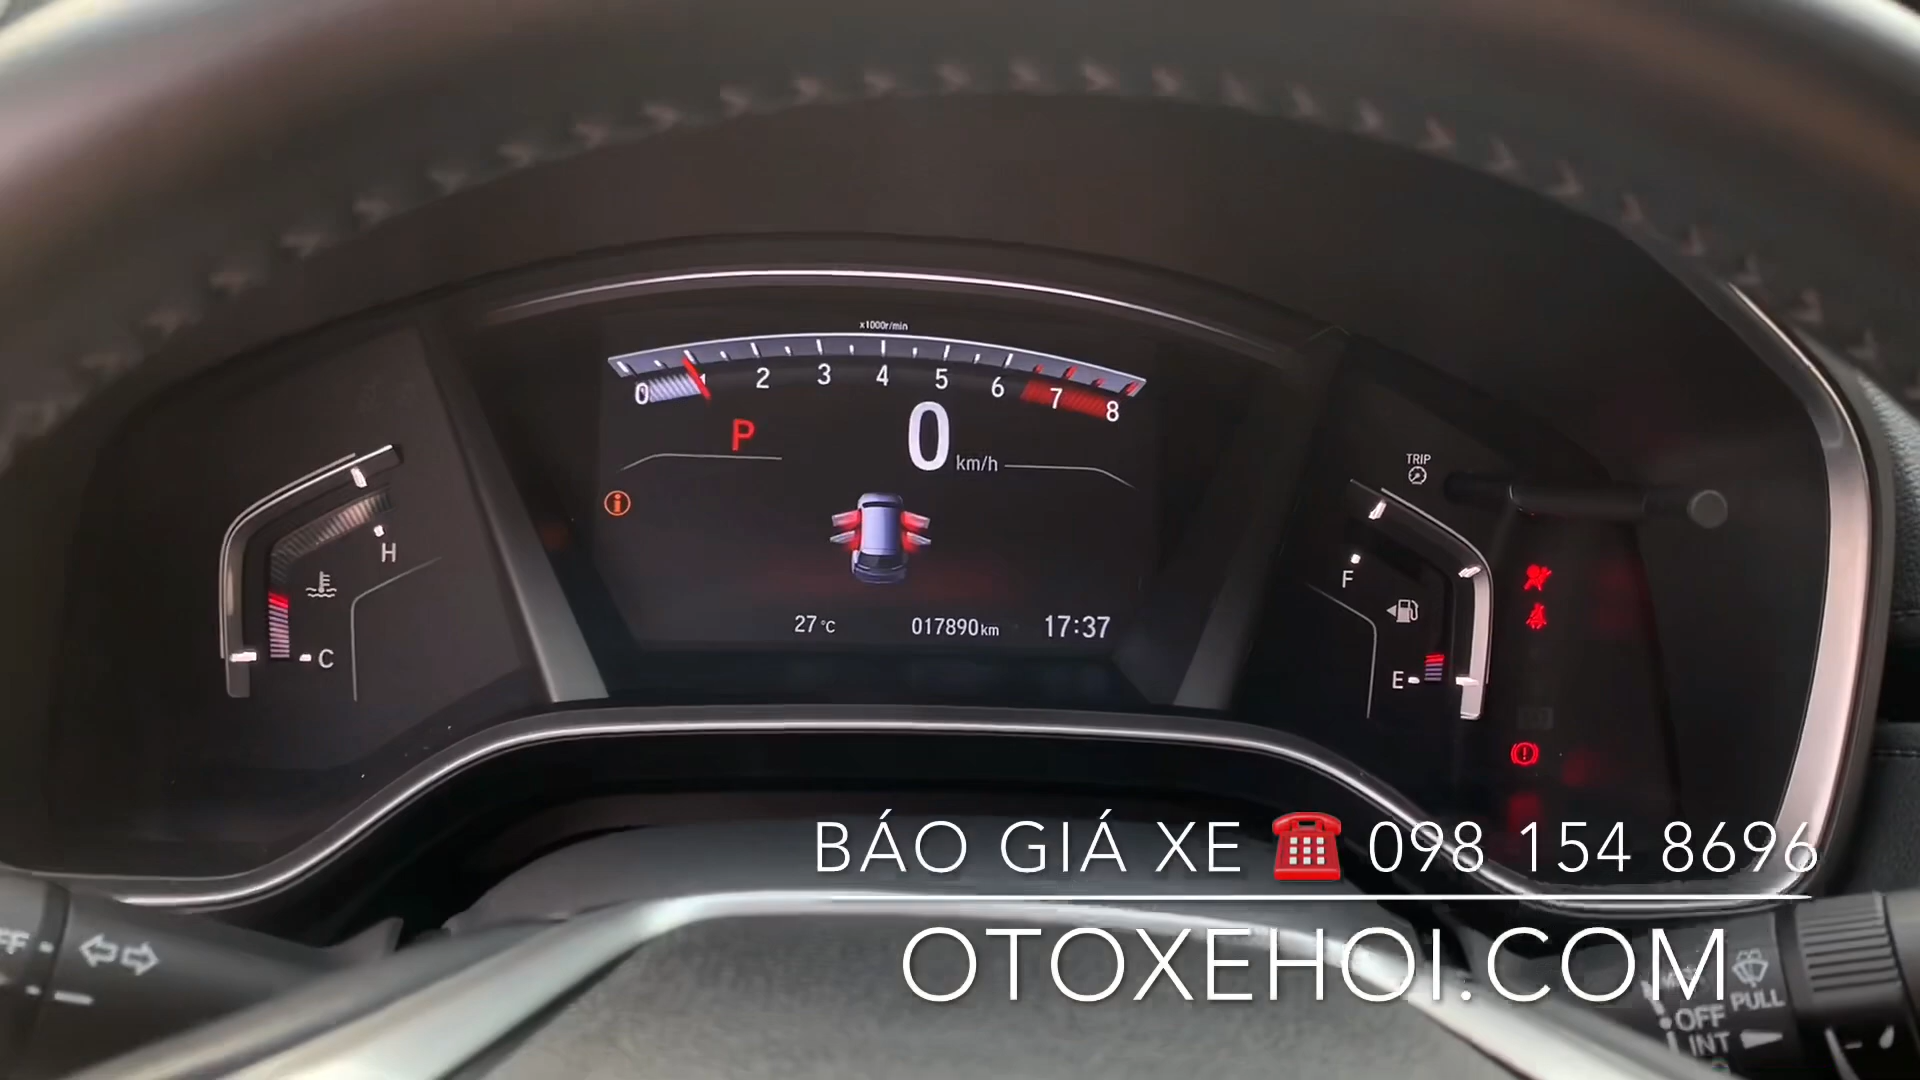 x1000r/min
0 1 2 3 4 5 6 7 8
P
0 km/h
TRIP
H
F
C
E
27°C
017890km
17:37
BÁO GIÁ XE ☎️ 098 154 8696
OTOXEHOI.COM
PULL
OFF
INT